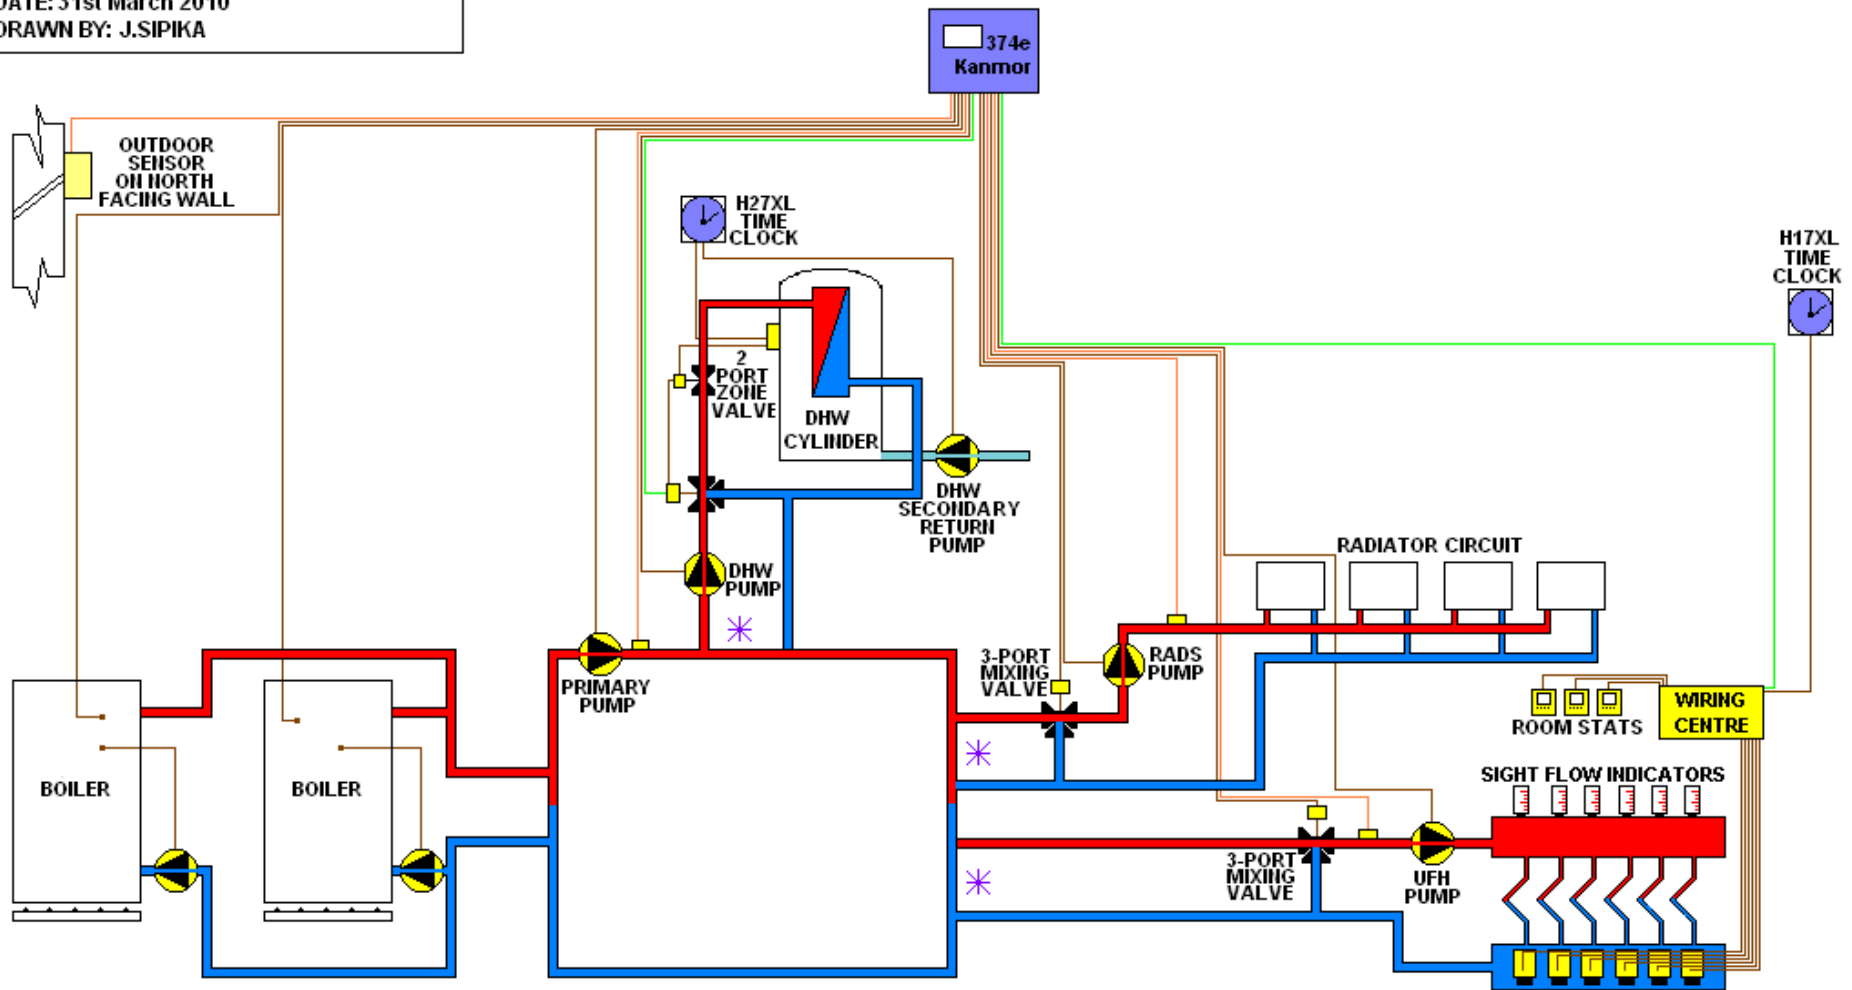 DATE: 31st March 2010
DRAWN BY: J.SIPIKA
374e
Kanmor
OUTDOOR
SENSOR
ON NORTH
FACING WALL
H27XL
TIME
CLOCK
H17XL
TIME
CLOCK
2
PORT
ZONE
VALVE
DHW
CYLINDER
DHW
SECONDARY
RETURN
PUMP
DHW
PUMP
RADIATOR CIRCUIT
PRIMARY
PUMP
3-PORT
MIXING
VALVE
RADS
PUMP
ROOM STATS
WIRING
CENTRE
BOILER
BOILER
SIGHT FLOW INDICATORS
3-PORT
MIXING
VALVE
UFH
PUMP